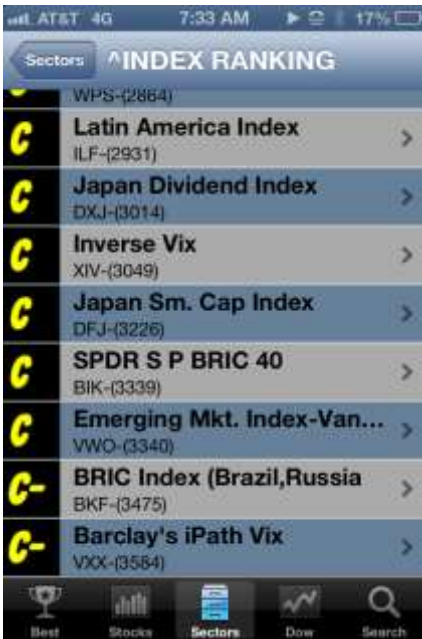 AT&T 4G 7:33 AM 17%
Sectors ^INDEX RANKING
WPS-(2864)
C Latin America Index
ILF-(2931)
C Japan Dividend Index
DXJ-(3014)
C Inverse Vix
XIV-(3049)
C Japan Sm. Cap Index
DFJ-(3226)
C SPDR S P BRIC 40
BIK-(3339)
C Emerging Mkt. Index-Van...
VWO-(3340)
C- BRIC Index (Brazil,Russia
BKF-(3475)
C- Barclay's iPath Vix
VXX-(3584)
Best Stocks Sectors Dow Search